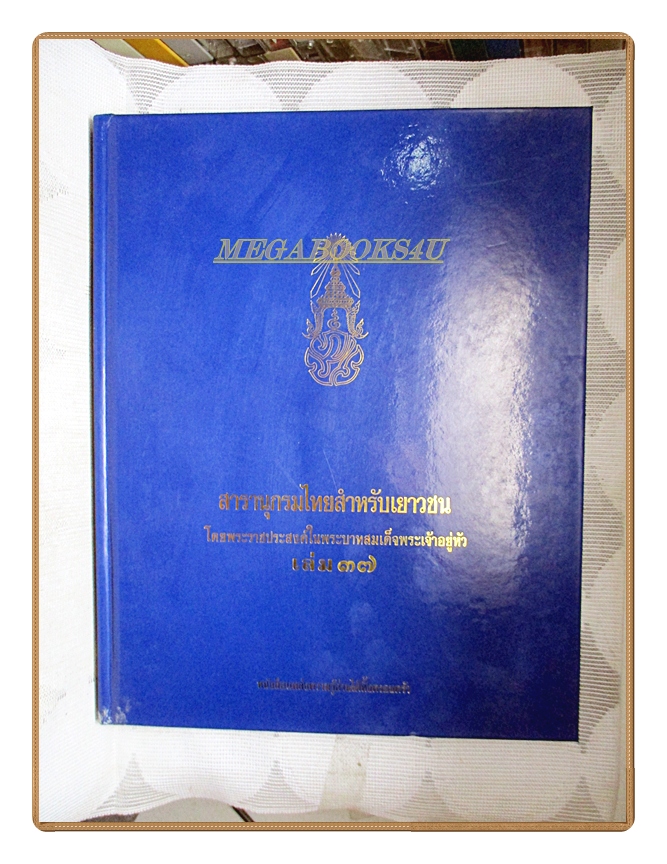 MEGABOOKS4U
สารานุกรมไทยสำหรับเยาวชน
โดยพระราชประสงค์ในพระบาทสมเด็จพระเจ้าอยู่หัว
เล่ม ๓๗